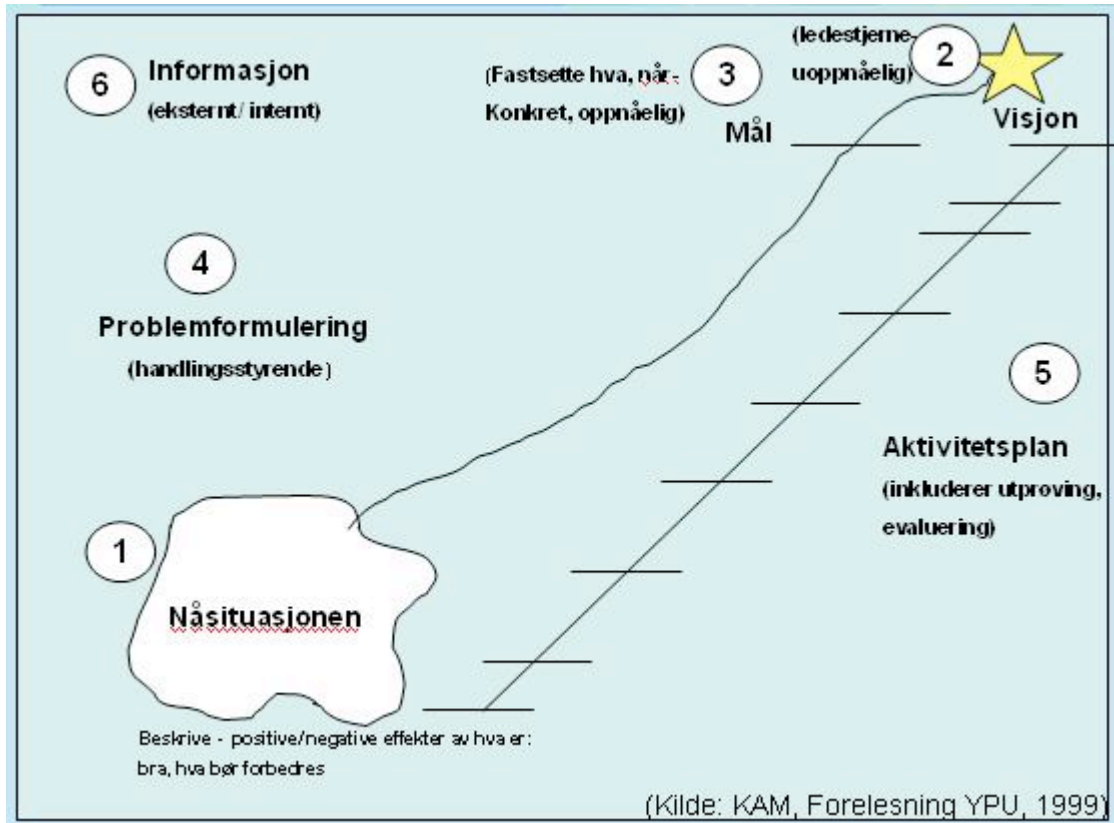 6
Informasjon
(eksternt/ internt)
(Fastsette hva, når-
Konkret, oppnåelig)
3
Mål
(ledestjerne-
uoppnåelig)
2
Visjon
4
Problemformulering
(handlingsstyrende)
5
Aktivitetsplan
(inkluderer utprøving,
evaluering)
1
Nåsituasjonen
Beskrive - positive/negative effekter av hva er:
bra, hva bør forbedres
(Kilde: KAM, Forelesning YPU, 1999)